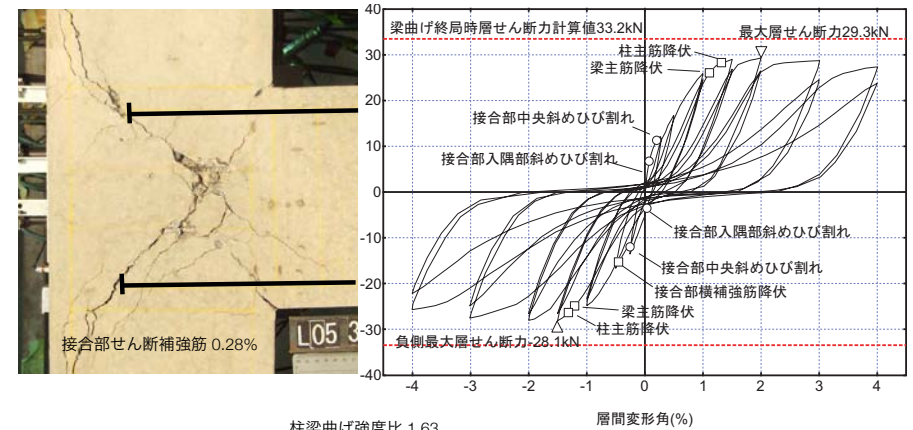 接合部せん断補強筋 0.28%
L05 3
40
30
20
10
0
-10
-20
-30
-40
梁曲げ終局時層せん断力計算値33.2kN
最大層せん断力29.3kN
柱主筋降伏
梁主筋降伏
接合部中央斜めひび割れ
接合部入隅部斜めひび割れ
接合部入隅部斜めひび割れ
接合部中央斜めひび割れ
接合部横補強筋降伏
梁主筋降伏
柱主筋降伏
負側最大層せん断力-28.1kN
-4 -3 -2 -1 0 1 2 3 4
層間変形角(%)
柱梁曲げ強度比 1.63